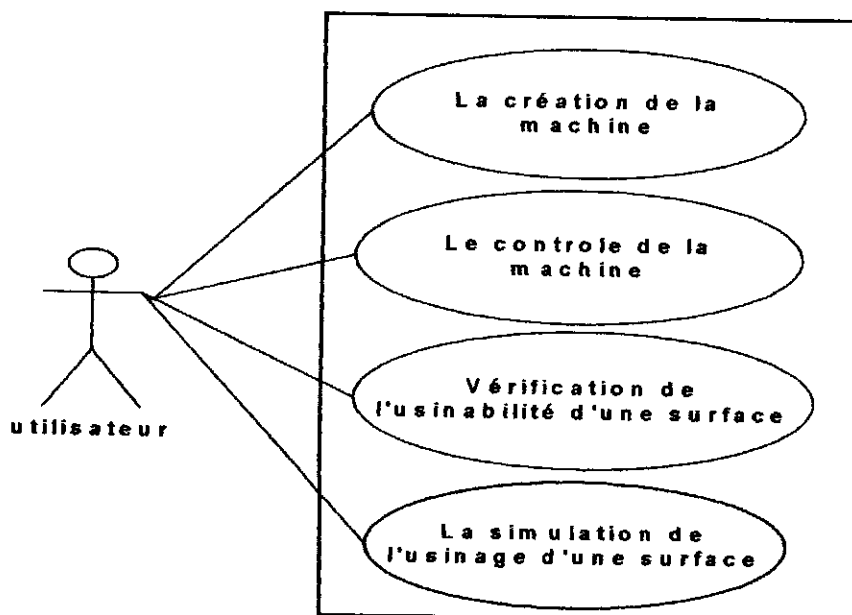 La création de la
machine
Le controle de la
machine
Vérification de
l'usinabilité d'une surface
utilisateur
La simulation de
l'usinage d'une surface